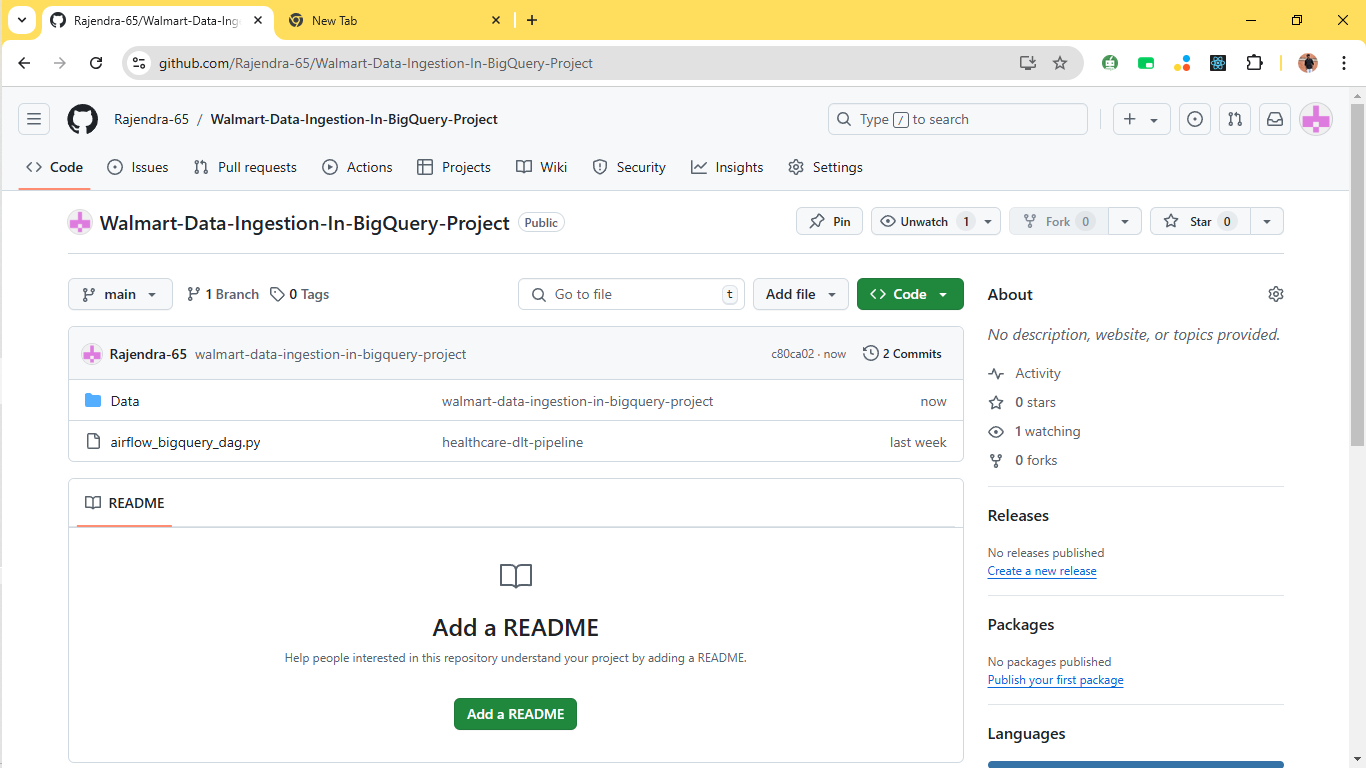 Rajendra-65/Walmart-Data-Ing
New Tab
github.com/Rajendra-65/Walmart-Data-Ingestion-In-BigQuery-Project
Rajendra-65 / Walmart-Data-Ingestion-In-BigQuery-Project
Type / to search
Code Issues Pull requests Actions Projects Wiki Security Insights Settings
Walmart-Data-Ingestion-In-BigQuery-Project Public
Pin Unwatch 1 Fork 0 Star 0
main 1 Branch 0 Tags Go to file t Add file <> Code
Rajendra-65 walmart-data-ingestion-in-bigquery-project c80ca02 · now 2 Commits
Data walmart-data-ingestion-in-bigquery-project now
airflow_bigquery_dag.py healthcare-dlt-pipeline last week
README
Add a README
Help people interested in this repository understand your project by adding a README.
Add a README
About
No description, website, or topics provided.
Activity
0 stars
1 watching
0 forks
Releases
No releases published
Create a new release
Packages
No packages published
Publish your first package
Languages